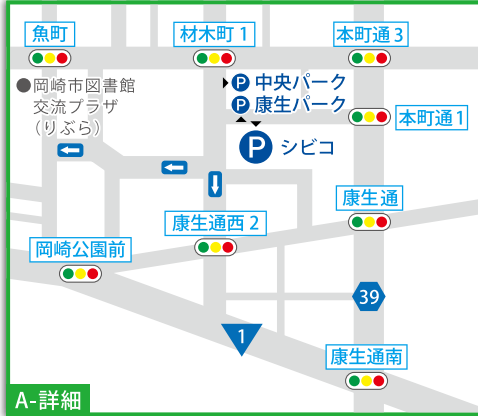 魚町
材木町 1
本町通 3
●岡崎市図書館
交流プラザ
（りぶら）
P 中央パーク
P 康生パーク
本町通 1
P シビコ
康生通
康生通西 2
岡崎公園前
39
1
康生通南
A-詳細